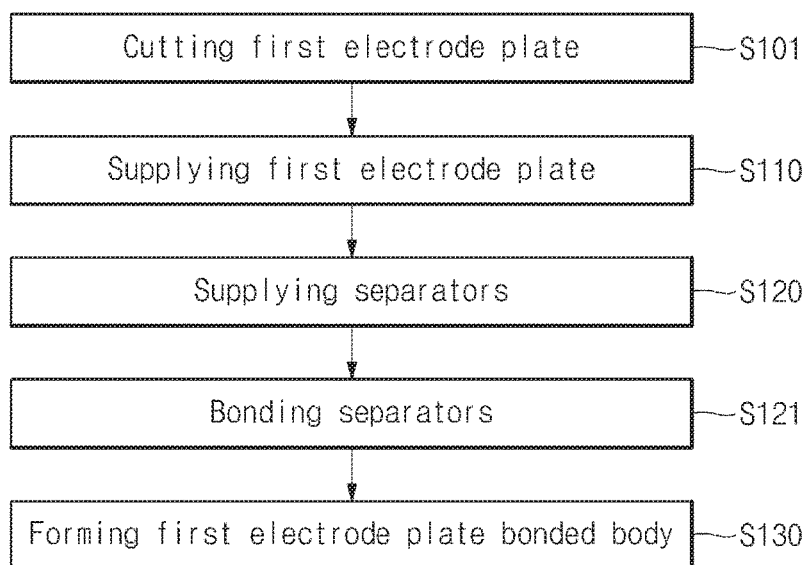 Cutting first electrode plate S101
Supplying first electrode plate S110
Supplying separators S120
Bonding separators S121
Forming first electrode plate bonded body S130